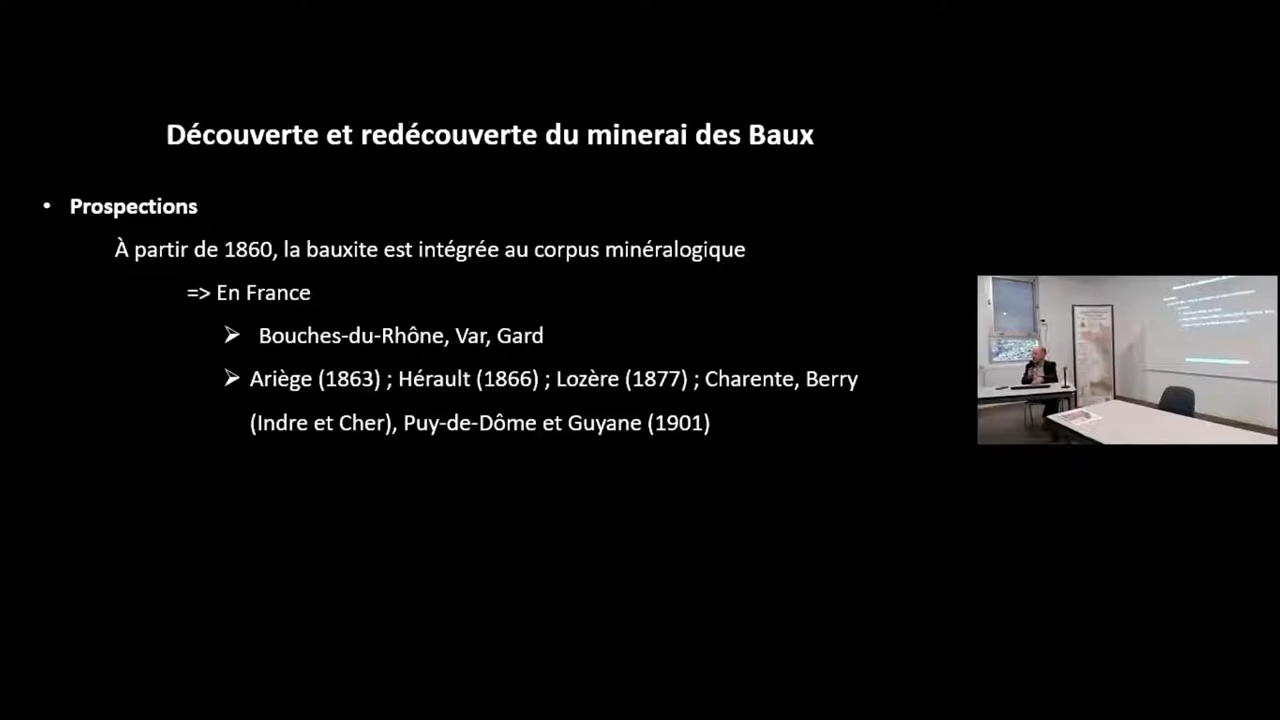 Découverte et redécouverte du minerai des Baux
• Prospections
À partir de 1860, la bauxite est intégrée au corpus minéralogique
=> En France
➢ Bouches-du-Rhône, Var, Gard
➢ Ariège (1863) ; Hérault (1866) ; Lozère (1877) ; Charente, Berry
(Indre et Cher), Puy-de-Dôme et Guyane (1901)